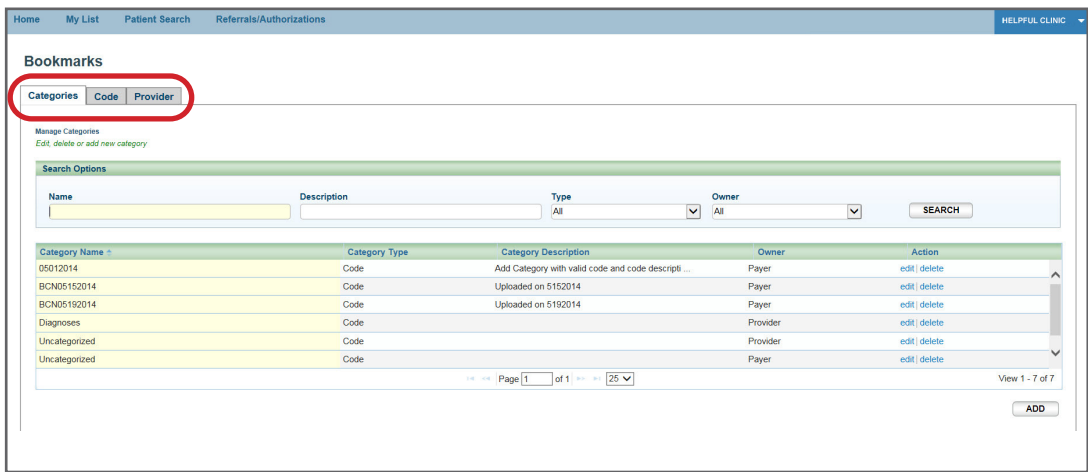 Home My List Patient Search Referrals/Authorizations HELPFUL CLINIC
Bookmarks
Categories Code Provider
Manage Categories
Edit, delete or add new category
Search Options
Name Description Type Owner
All All SEARCH
Category Name Category Type Category Description Owner Action
05012014 Code Add Category with valid code and code descripti ... Payer edit | delete
BCN05152014 Code Uploaded on 5152014 Payer edit | delete
BCN05192014 Code Uploaded on 5192014 Payer edit | delete
Diagnoses Code Provider edit | delete
Uncategorized Code Provider edit | delete
Uncategorized Code Payer edit | delete
Page 1 of 1 25 View 1 - 7 of 7
ADD